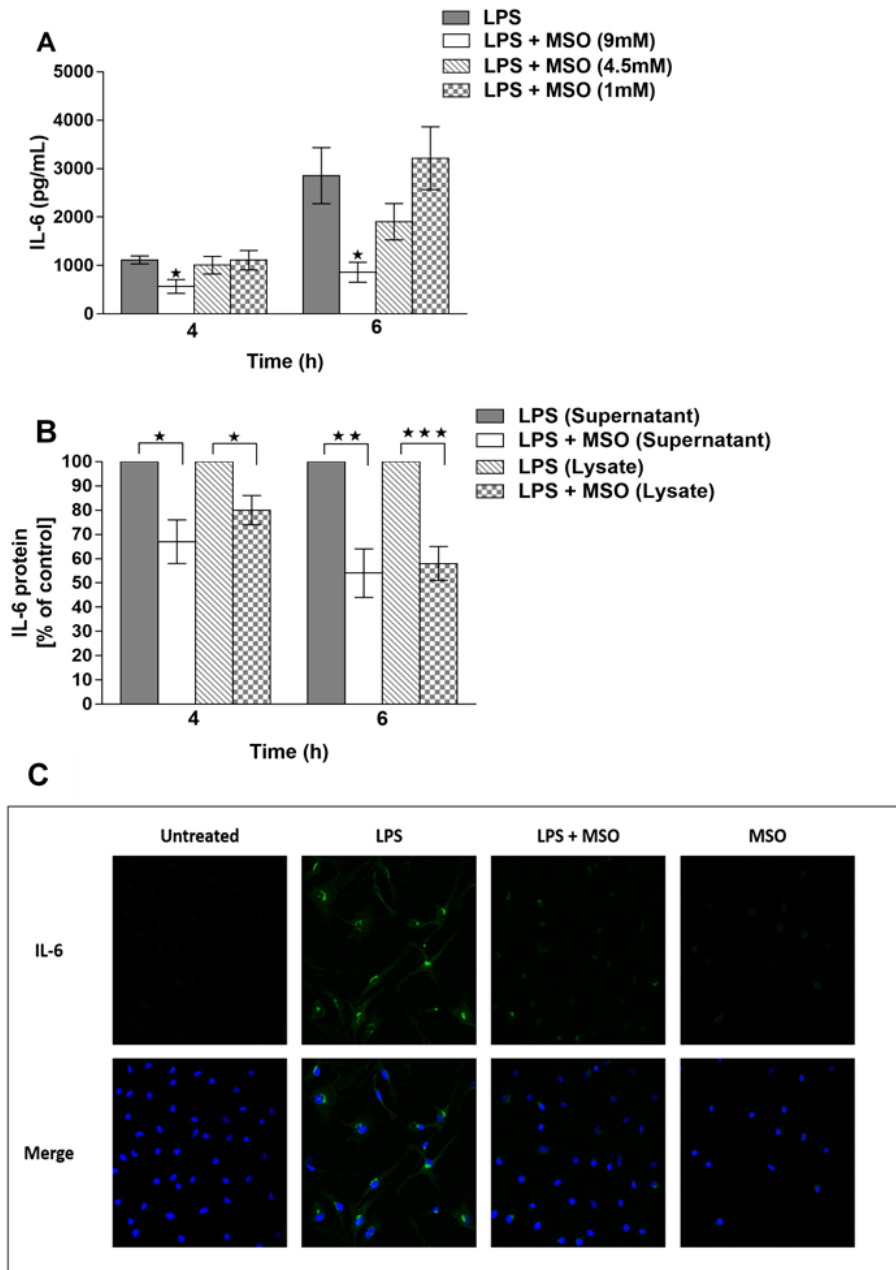 A
LPS
LPS + MSO (9mM)
LPS + MSO (4.5mM)
LPS + MSO (1mM)
IL-6 (pg/mL)
5000
4000
3000
2000
1000
0
★
★
4
6
Time (h)
B
LPS (Supernatant)
LPS + MSO (Supernatant)
LPS (Lysate)
LPS + MSO (Lysate)
IL-6 protein
[% of control]
100
90
80
70
60
50
40
30
20
10
0
★
★
★★
★★★
4
6
Time (h)
C
Untreated
LPS
LPS + MSO
MSO
IL-6
Merge